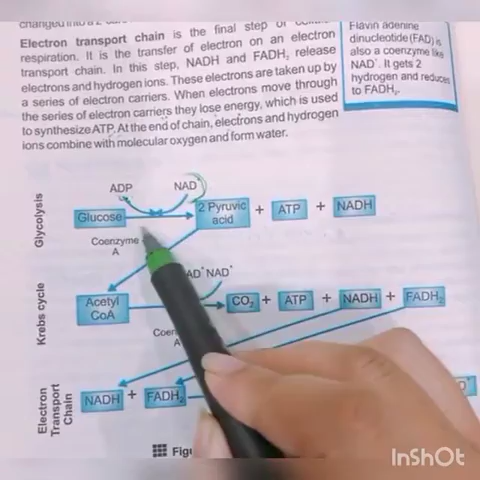 changed into a 2
Electron transport chain is the final step of
respiration. It is the transfer of electron on an electron
transport chain. In this step, NADH and FADH₂ release
electrons and hydrogen ions. These electrons are taken up by
a series of electron carriers. When electrons move through
the series of electron carriers they lose energy, which is used
to synthesize ATP. At the end of chain, electrons and hydrogen
ions combine with molecular oxygen and form water.
Flavin adenine
dinucleotide (FAD) is
also a coenzyme like
NAD⁺. It gets 2
hydrogen and reduces
to FADH₂.
Glycolysis
ADP NAD⁺
Glucose 2 Pyruvic acid + ATP + NADH
Coenzyme A
Krebs cycle
NAD⁺
Acetyl CoA CO₂ + ATP + NADH + FADH₂
A
Electron Transport Chain
NADH + FADH₂
InShOt